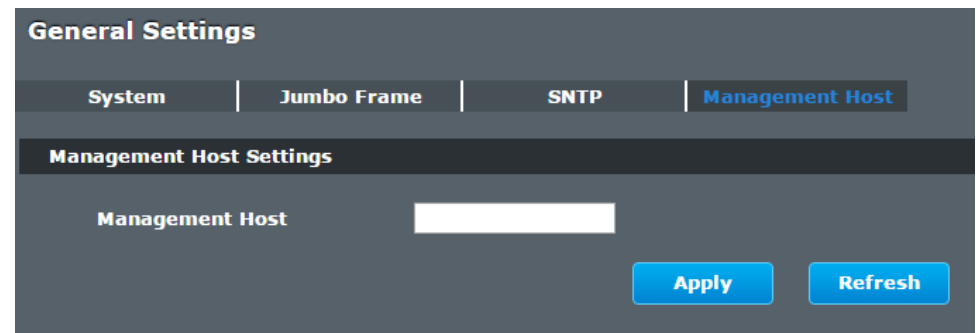 General Settings
System Jumbo Frame SNTP Management Host
Management Host Settings
Management Host
Apply Refresh